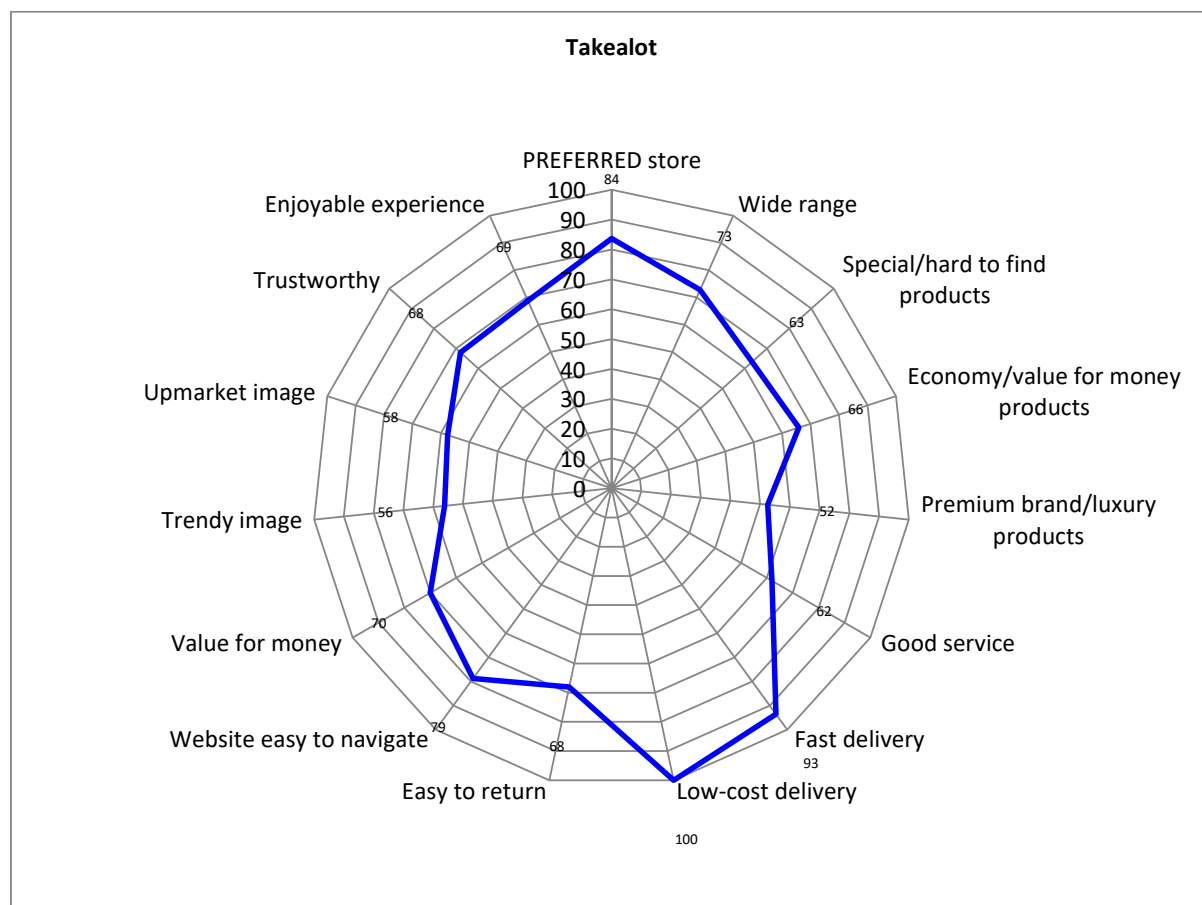 Takealot
PREFERRED store
84
Enjoyable experience
Wide range
69
73
Trustworthy
Special/hard to find
products
68
63
Upmarket image
Economy/value for money
products
58
66
Trendy image
Premium brand/luxury
products
56
52
Value for money
Good service
70
62
Website easy to navigate
Fast delivery
79
93
Easy to return
Low-cost delivery
68
100
100
90
80
70
60
50
40
30
20
10
0